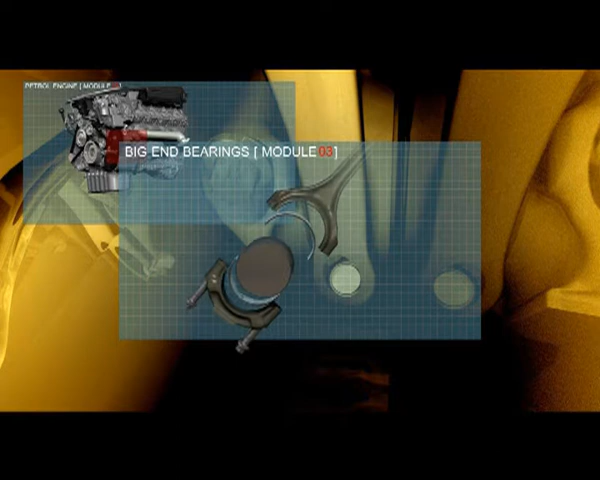 PETROL ENGINE [ MODULE
BIG END BEARINGS [ MODULE 03]